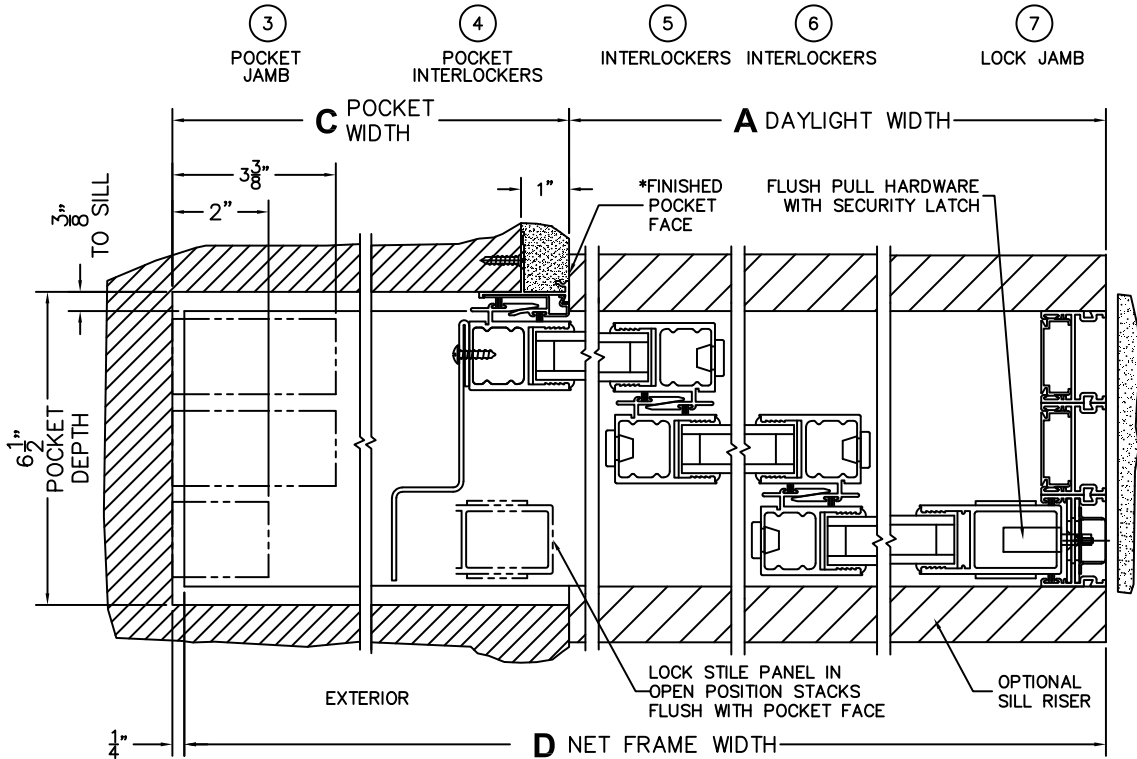 3
POCKET
JAMB
4
POCKET
INTERLOCKERS
5
INTERLOCKERS
6
INTERLOCKERS
7
LOCK JAMB
C POCKET
WIDTH
A DAYLIGHT WIDTH
3 3/8"
2"
1"
3/8" TO SILL
*FINISHED
POCKET
FACE
FLUSH PULL HARDWARE
WITH SECURITY LATCH
6 1/2"
POCKET
DEPTH
EXTERIOR
LOCK STILE PANEL IN
OPEN POSITION STACKS
FLUSH WITH POCKET FACE
OPTIONAL
SILL RISER
1/4"
D NET FRAME WIDTH